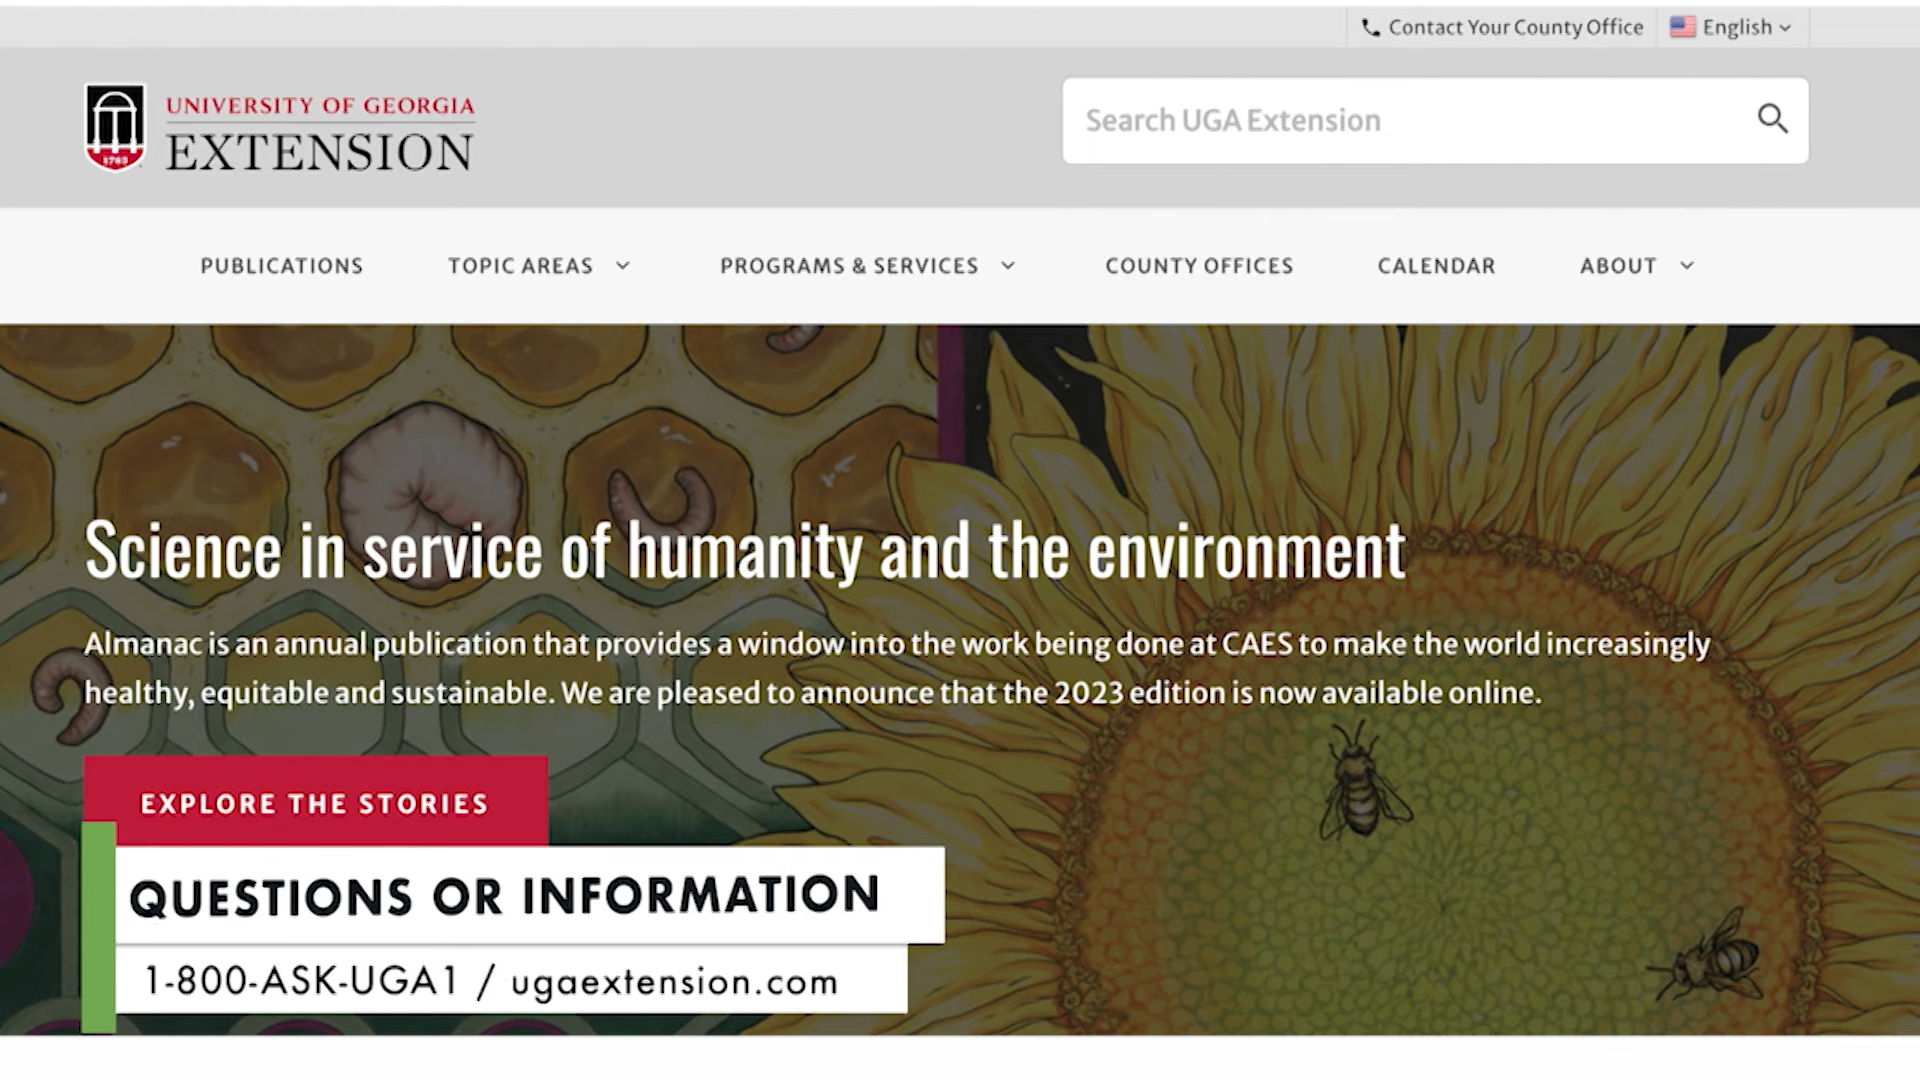 Contact Your County Office
English
UNIVERSITY OF GEORGIA
EXTENSION
1785
Search UGA Extension
PUBLICATIONS
TOPIC AREAS
PROGRAMS & SERVICES
COUNTY OFFICES
CALENDAR
ABOUT
Science in service of humanity and the environment
Almanac is an annual publication that provides a window into the work being done at CAES to make the world increasingly
healthy, equitable and sustainable. We are pleased to announce that the 2023 edition is now available online.
EXPLORE THE STORIES
QUESTIONS OR INFORMATION
1-800-ASK-UGA1 / ugaextension.com